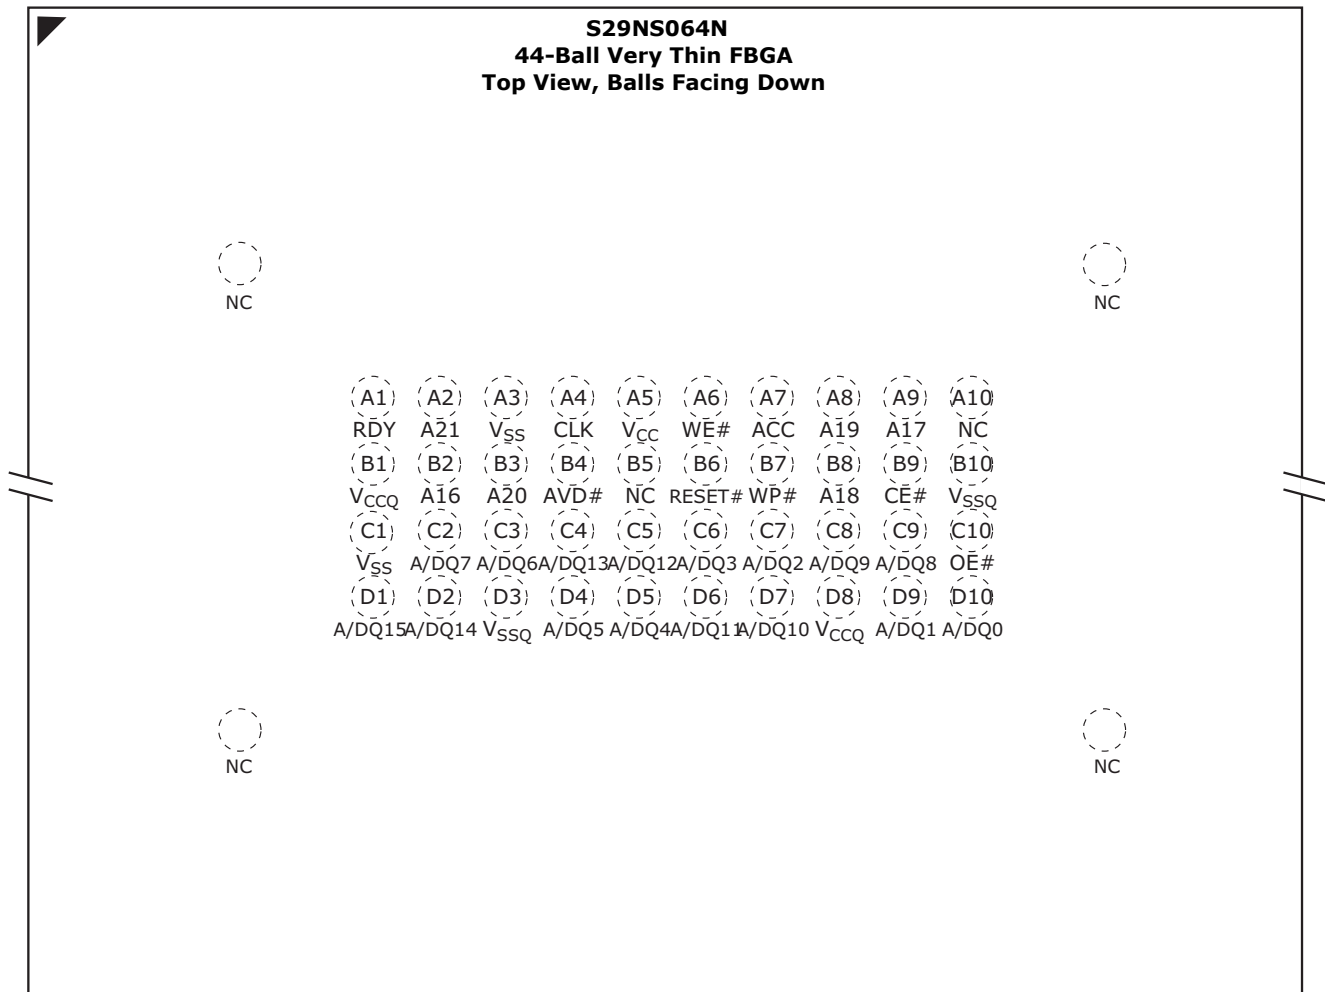 S29NS064N
44-Ball Very Thin FBGA
Top View, Balls Facing Down
NC NC
A1 A2 A3 A4 A5 A6 A7 A8 A9 A10
RDY A21 VSS CLK VCC WE# ACC A19 A17 NC
B1 B2 B3 B4 B5 B6 B7 B8 B9 B10
VCCQ A16 A20 AVD# NC RESET# WP# A18 CE# VSSQ
C1 C2 C3 C4 C5 C6 C7 C8 C9 C10
VSS A/DQ7 A/DQ6 A/DQ13 A/DQ12 A/DQ3 A/DQ2 A/DQ9 A/DQ8 OE#
D1 D2 D3 D4 D5 D6 D7 D8 D9 D10
A/DQ15 A/DQ14 VSSQ A/DQ5 A/DQ4 A/DQ11 A/DQ10 VCCQ A/DQ1 A/DQ0
NC NC